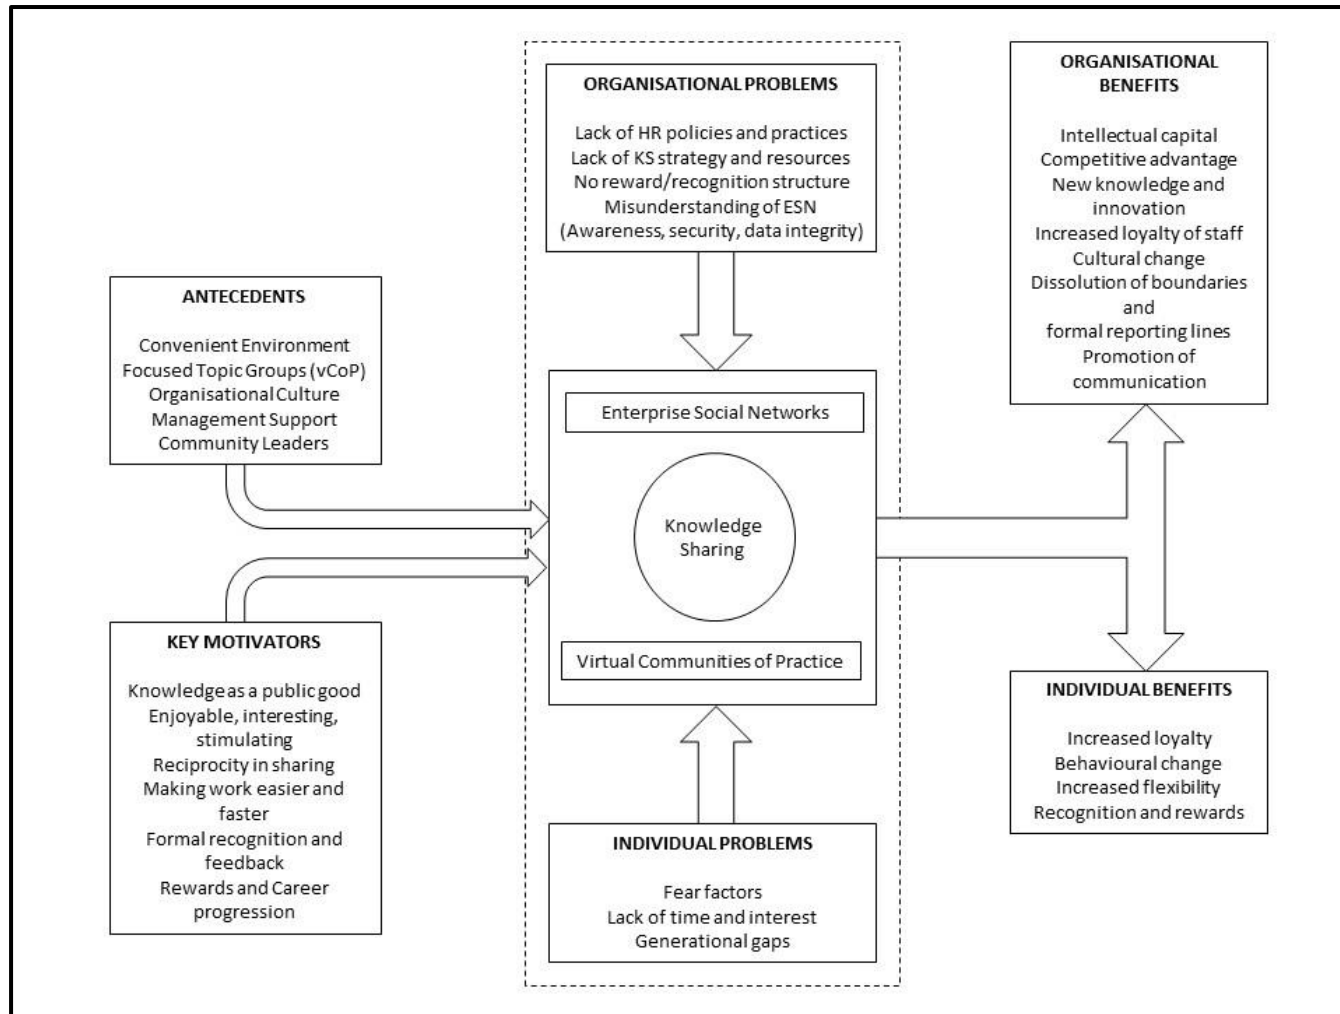 ORGANISATIONAL PROBLEMS
Lack of HR policies and practices
Lack of KS strategy and resources
No reward/recognition structure
Misunderstanding of ESN
(Awareness, security, data integrity)
ORGANISATIONAL
BENEFITS
Intellectual capital
Competitive advantage
New knowledge and
innovation
Increased loyalty of staff
Cultural change
Dissolution of boundaries
and
formal reporting lines
Promotion of
communication
ANTECEDENTS
Convenient Environment
Focused Topic Groups (vCoP)
Organisational Culture
Management Support
Community Leaders
Enterprise Social Networks
Knowledge
Sharing
Virtual Communities of Practice
KEY MOTIVATORS
Knowledge as a public good
Enjoyable, interesting,
stimulating
Reciprocity in sharing
Making work easier and
faster
Formal recognition and
feedback
Rewards and Career
progression
INDIVIDUAL BENEFITS
Increased loyalty
Behavioural change
Increased flexibility
Recognition and rewards
INDIVIDUAL PROBLEMS
Fear factors
Lack of time and interest
Generational gaps